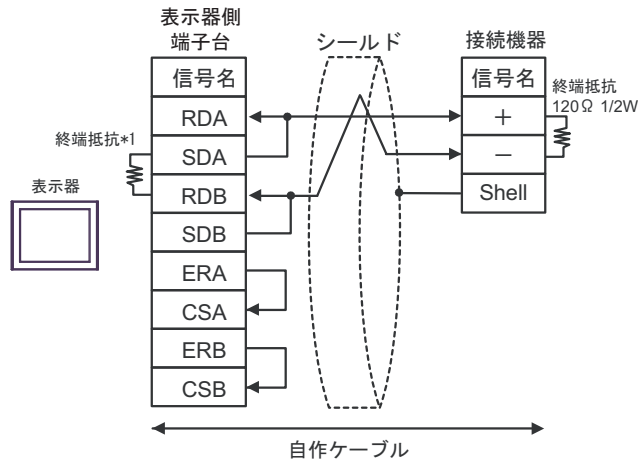 表示器側
端子台
シールド
接続機器
信号名
RDA
SDA
RDB
SDB
ERA
CSA
ERB
CSB
終端抵抗*1
表示器
信号名
+
−
Shell
終端抵抗
120Ω 1/2W
自作ケーブル